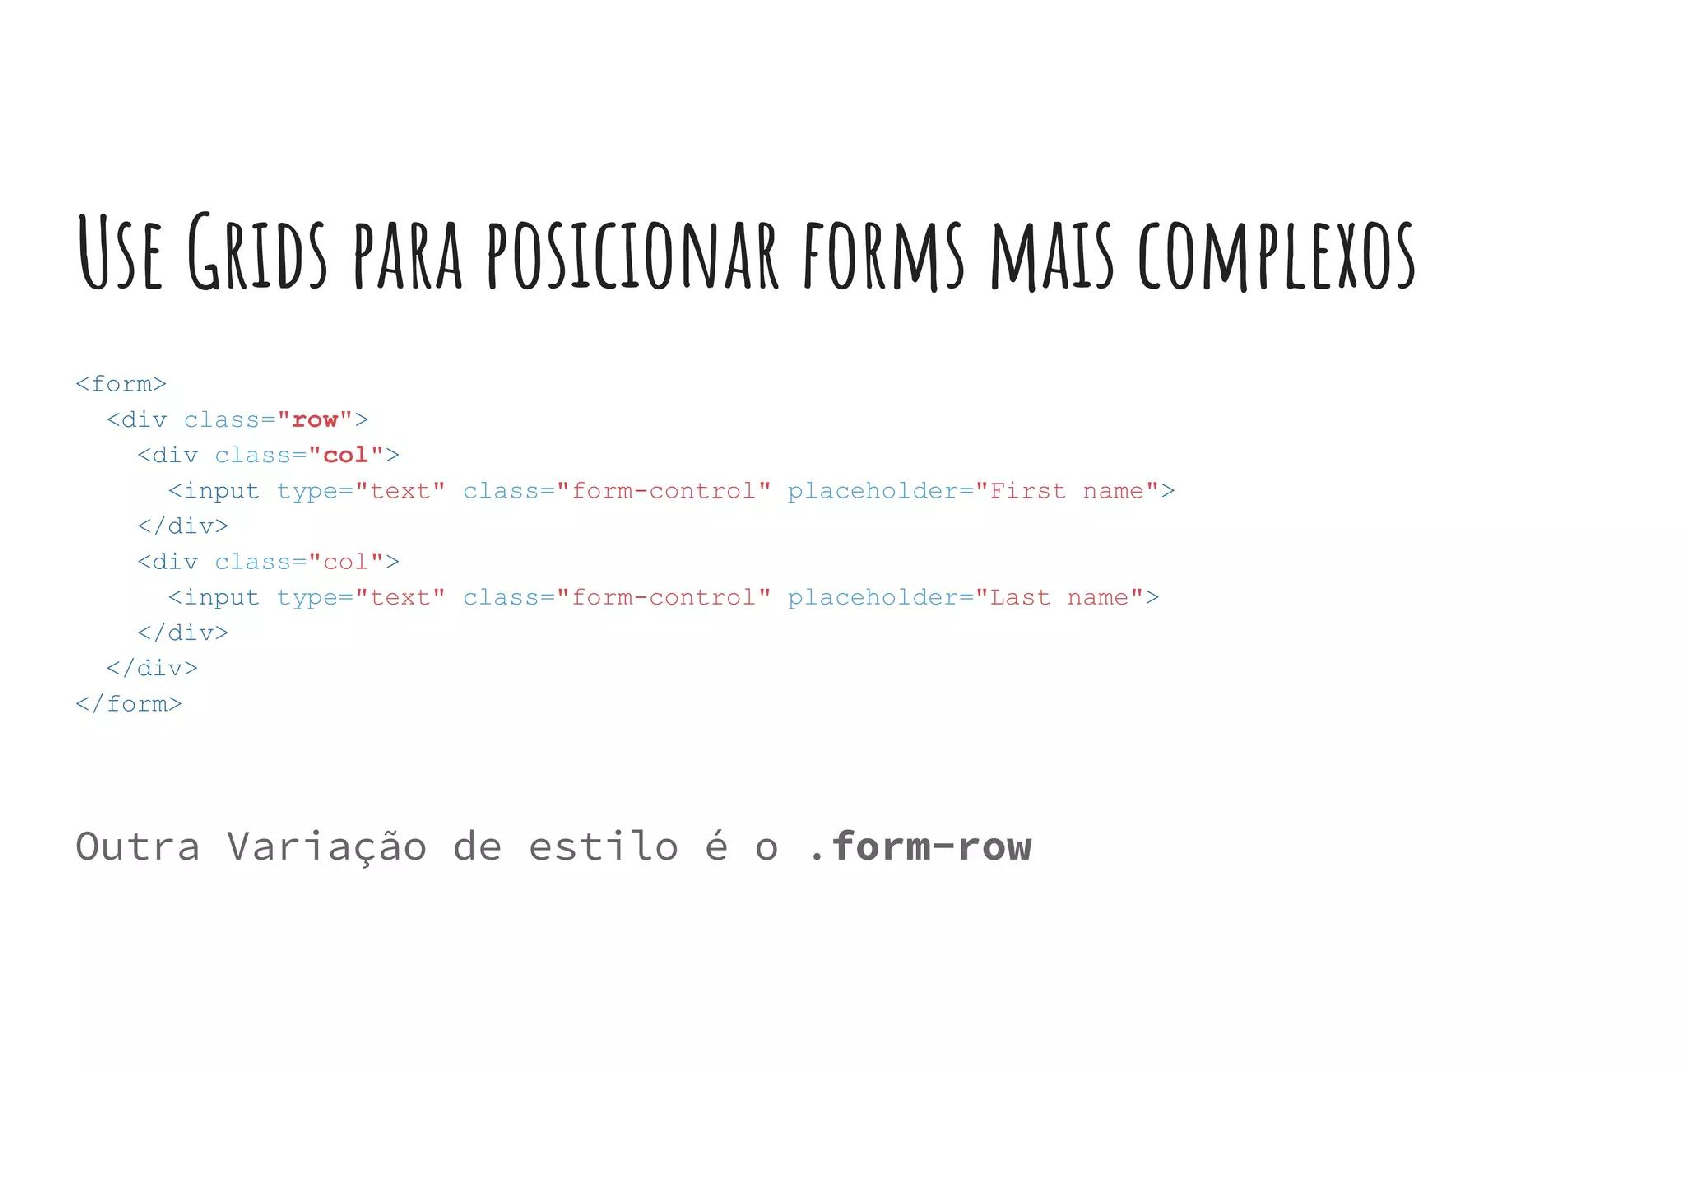 Use Grids para posicionar forms mais complexos
<form>
  <div class="row">
    <div class="col">
      <input type="text" class="form-control" placeholder="First name">
    </div>
    <div class="col">
      <input type="text" class="form-control" placeholder="Last name">
    </div>
  </div>
</form>
Outra Variação de estilo é o .form-row